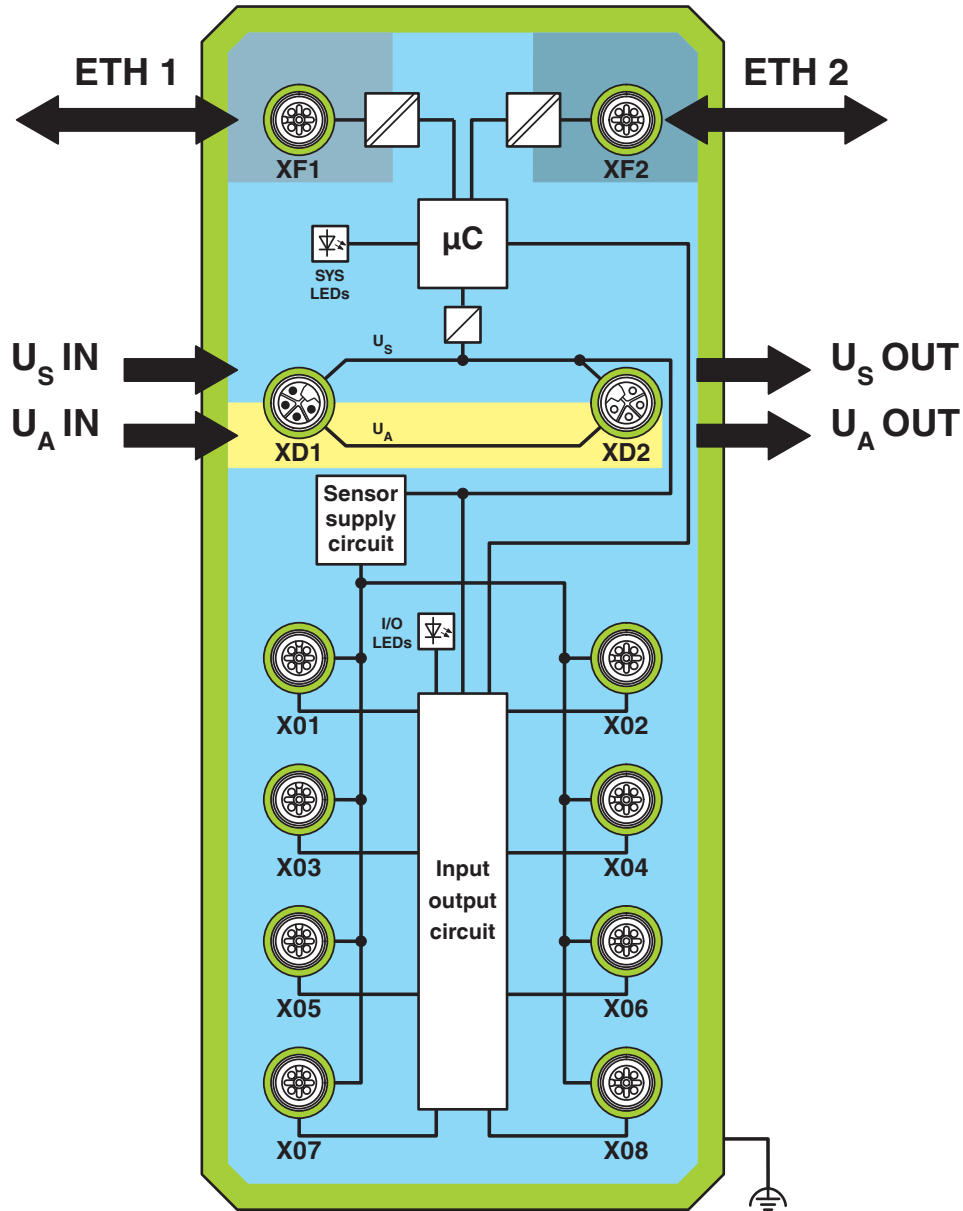 ETH 1
ETH 2
XF1
XF2
µC
SYS
LEDs
US IN
US
US OUT
UA IN
UA
UA OUT
XD1
XD2
Sensor
supply
circuit
I/O
LEDs
X01
X02
X03
X04
Input
output
circuit
X05
X06
X07
X08